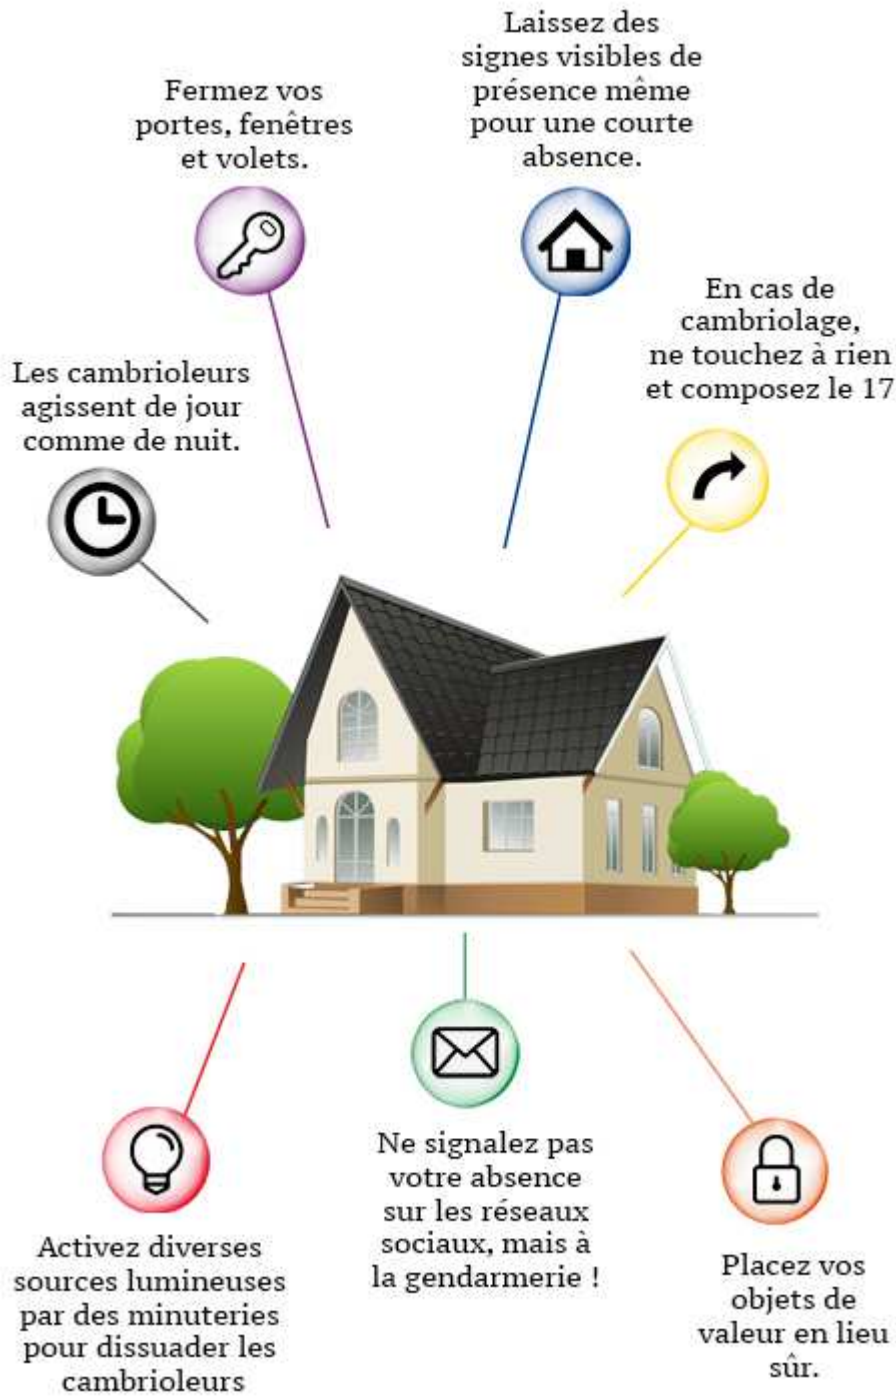 Laissez des
signes visibles de
présence même
pour une courte
absence.
Fermez vos
portes, fenêtres
et volets.
En cas de
cambriolage,
ne touchez à rien
et composez le 17
Les cambrioleurs
agissent de jour
comme de nuit.
Activez diverses
sources lumineuses
par des minuteries
pour dissuader les
cambrioleurs
Ne signalez pas
votre absence
sur les réseaux
sociaux, mais à
la gendarmerie !
Placez vos
objets de
valeur en lieu
sûr.